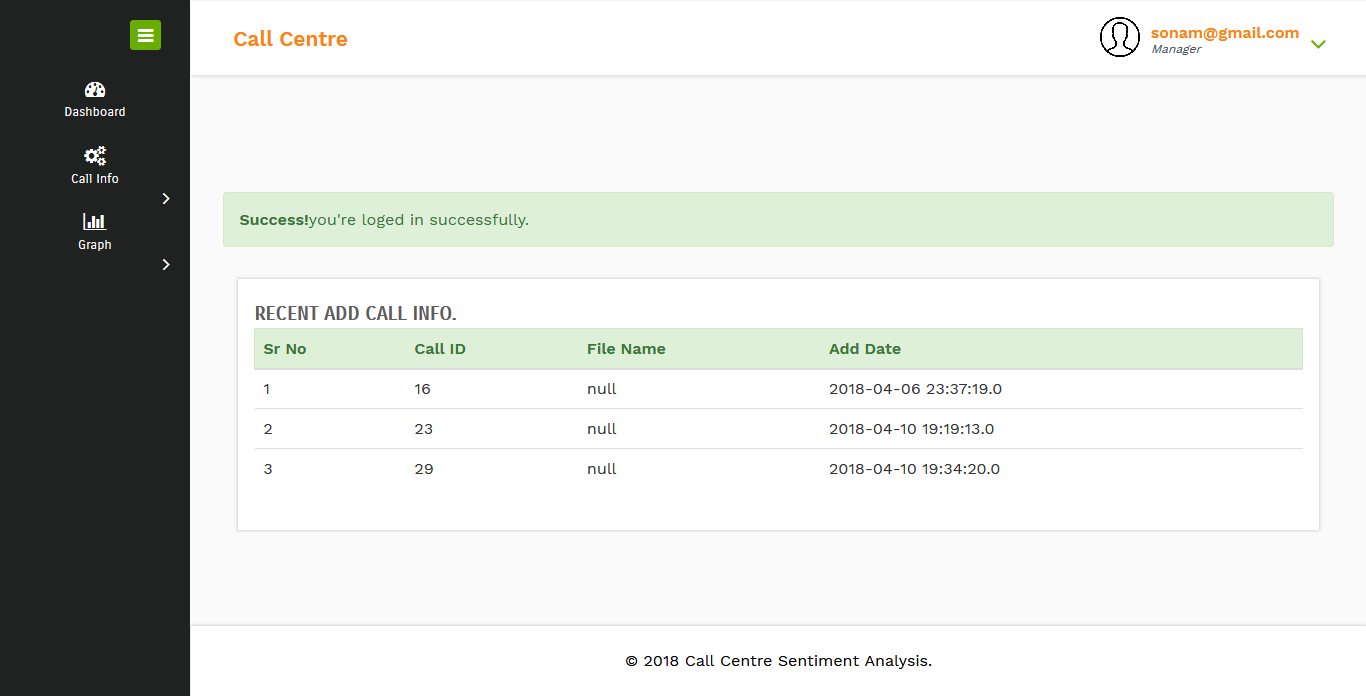 Call Centre
sonam@gmail.com
Manager
Dashboard
Call Info
Graph
Success!you're loged in successfully.
RECENT ADD CALL INFO.
Sr No Call ID File Name Add Date
1 16 null 2018-04-06 23:37:19.0
2 23 null 2018-04-10 19:19:13.0
3 29 null 2018-04-10 19:34:20.0
© 2018 Call Centre Sentiment Analysis.